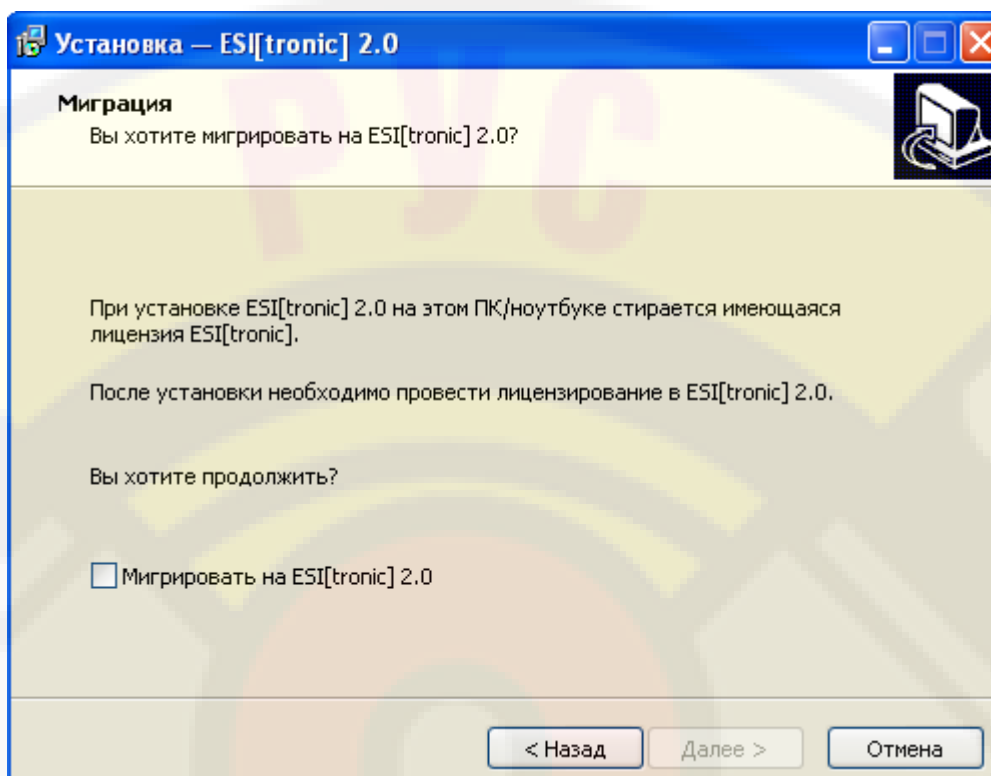 Установка — ESI[tronic] 2.0
Миграция
Вы хотите мигрировать на ESI[tronic] 2.0?
РУС
При установке ESI[tronic] 2.0 на этом ПК/ноутбуке стирается имеющаяся
лицензия ESI[tronic].
После установки необходимо провести лицензирование в ESI[tronic] 2.0.
Вы хотите продолжить?
Мигрировать на ESI[tronic] 2.0
< Назад
Далее >
Отмена